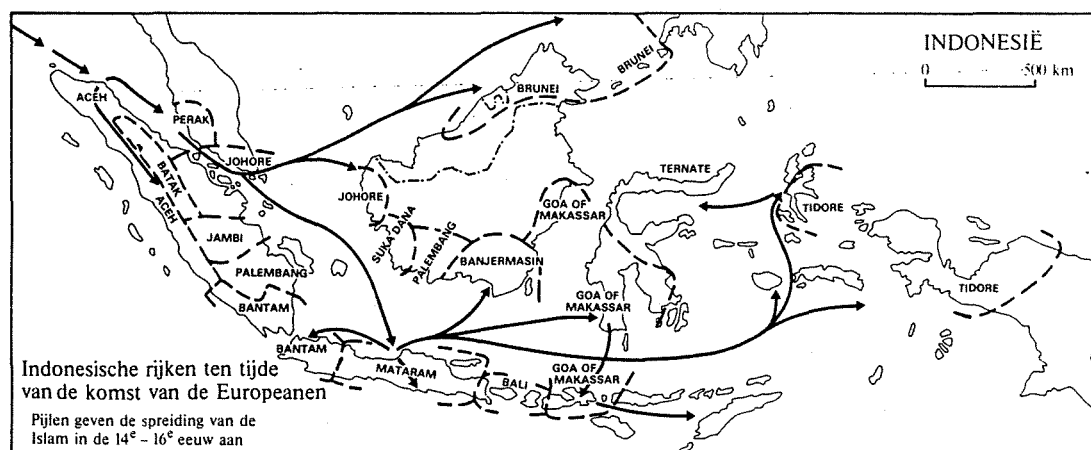 INDONESIË
0 500 km
BRUNEI
BRUNEI
ACEH
PERAK
JOHORE
BATAK
ACEH
JOHORE
TERNATE
TIDORE
GOA OF
MAKASSAR
SUKA DANA
PALEMBANG
JAMBI
BANJERMASIN
PALEMBANG
TIDORE
BANTAM
GOA OF
MAKASSAR
BANTAM
MATARAM
BALI
GOA OF
MAKASSAR
Indonesische rijken ten tijde
van de komst van de Europeanen
Pijlen geven de spreiding van de
Islam in de 14e – 16e eeuw aan